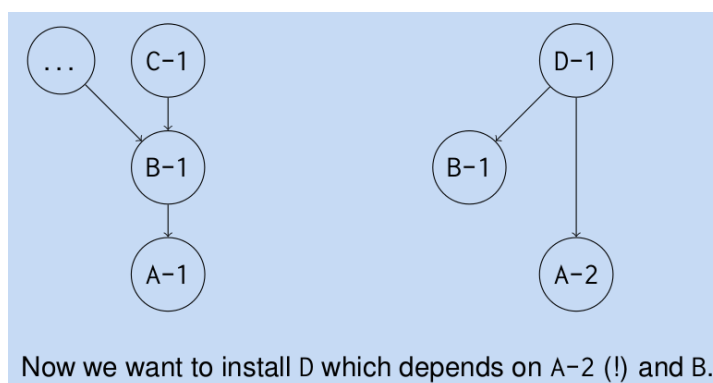 ... C-1 D-1
B-1 B-1
A-1 A-2
Now we want to install D which depends on A-2 (!) and B.